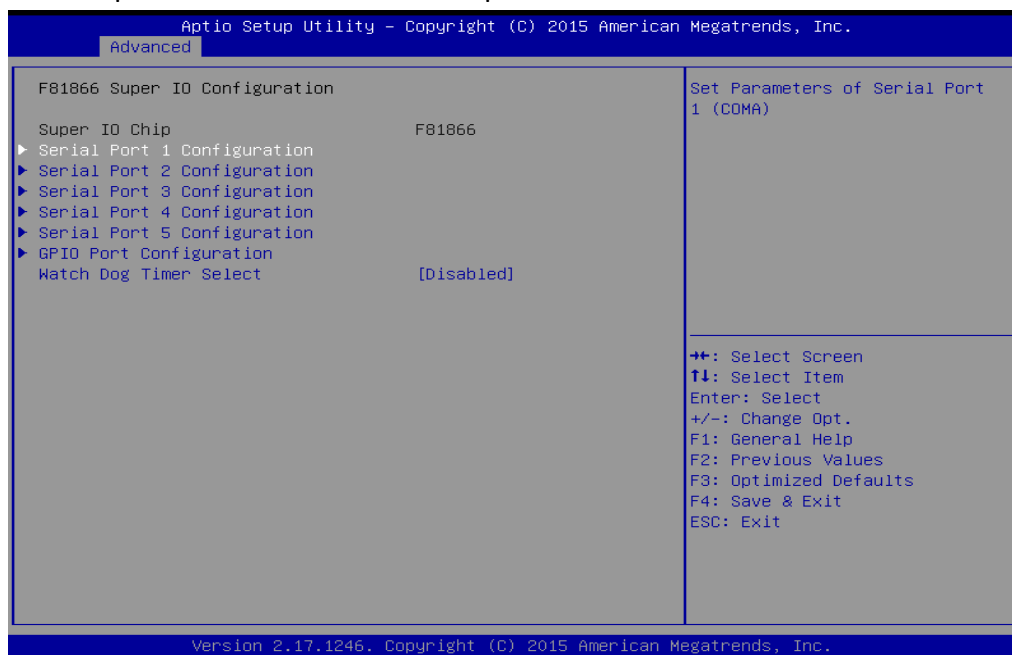 Aptio Setup Utility – Copyright (C) 2015 American Megatrends, Inc.
Advanced
F81866 Super IO Configuration
Super IO Chip F81866
▶ Serial Port 1 Configuration
▶ Serial Port 2 Configuration
▶ Serial Port 3 Configuration
▶ Serial Port 4 Configuration
▶ Serial Port 5 Configuration
▶ GPIO Port Configuration
Watch Dog Timer Select [Disabled]
Set Parameters of Serial Port
1 (COMA)
→←: Select Screen
↑↓: Select Item
Enter: Select
+/-: Change Opt.
F1: General Help
F2: Previous Values
F3: Optimized Defaults
F4: Save & Exit
ESC: Exit
Version 2.17.1246. Copyright (C) 2015 American Megatrends, Inc.